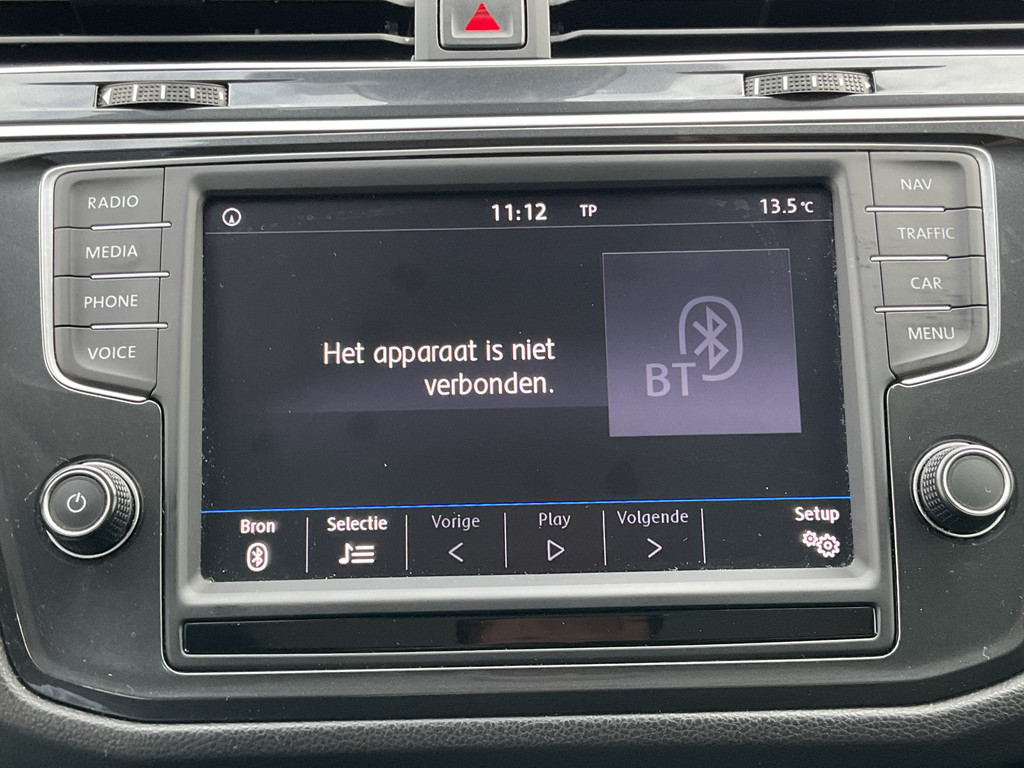 RADIO
MEDIA
PHONE
VOICE
NAV
TRAFFIC
CAR
MENU
11:12 TP 13.5°C
Het apparaat is niet
verbonden.
BT
Bron Selectie Vorige Play Volgende Setup